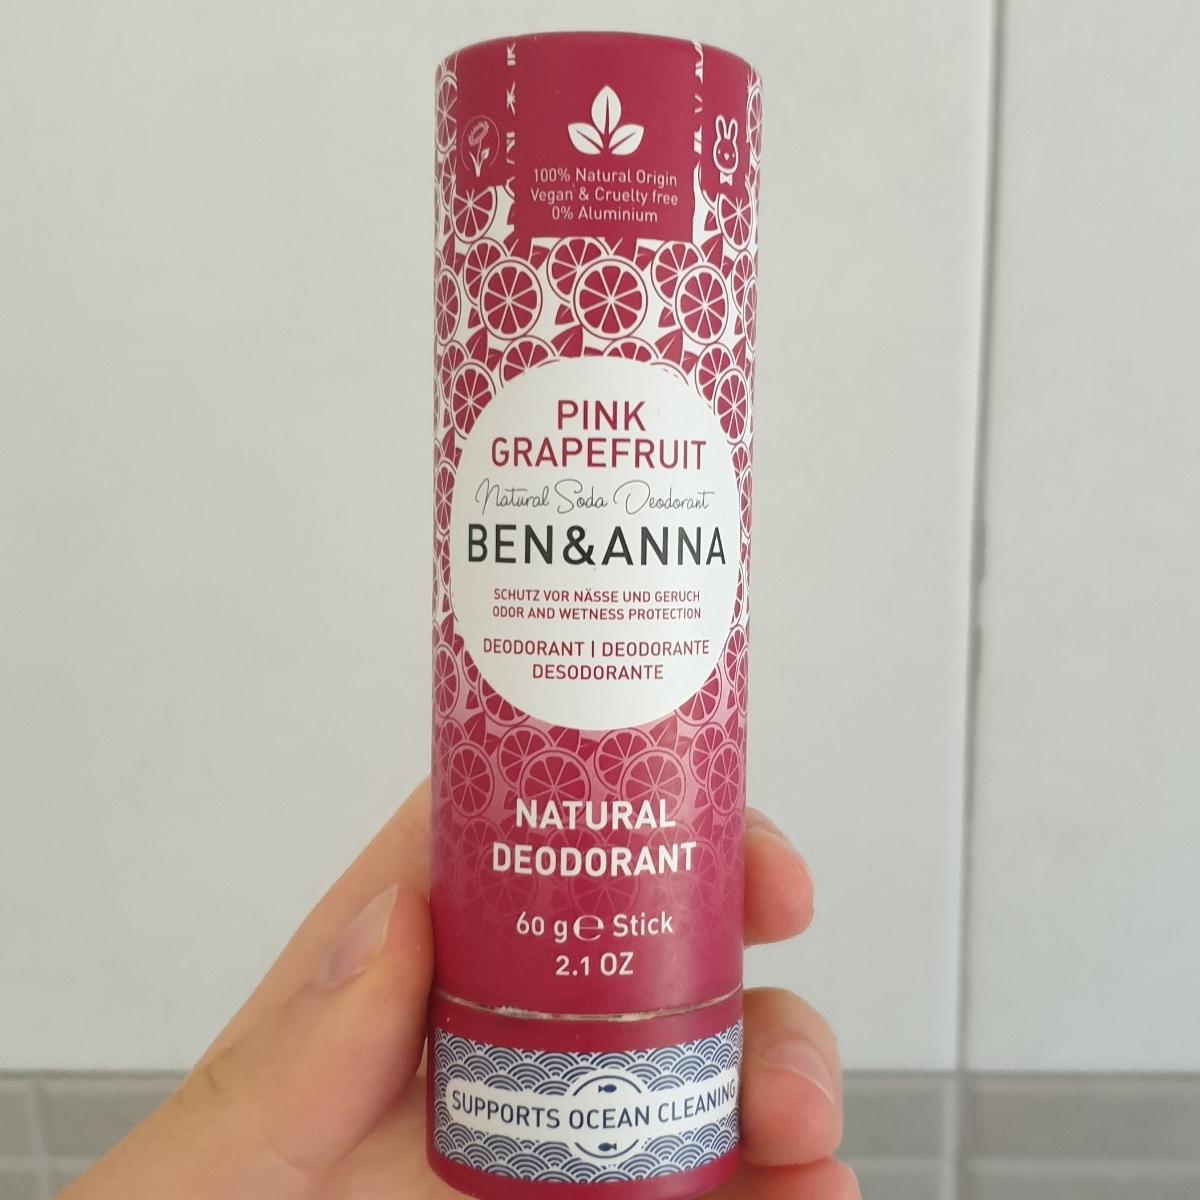 100% Natural Origin
Vegan & Cruelty free
0% Aluminium
PINK
GRAPEFRUIT
Natural Soda Deodorant
BEN&ANNA
SCHUTZ VOR NÄSSE UND GERUCH
ODOR AND WETNESS PROTECTION
DEODORANT | DEODORANTE
DESODORANTE
NATURAL
DEODORANT
60 g ℮ Stick
2.1 OZ
SUPPORTS OCEAN CLEANING